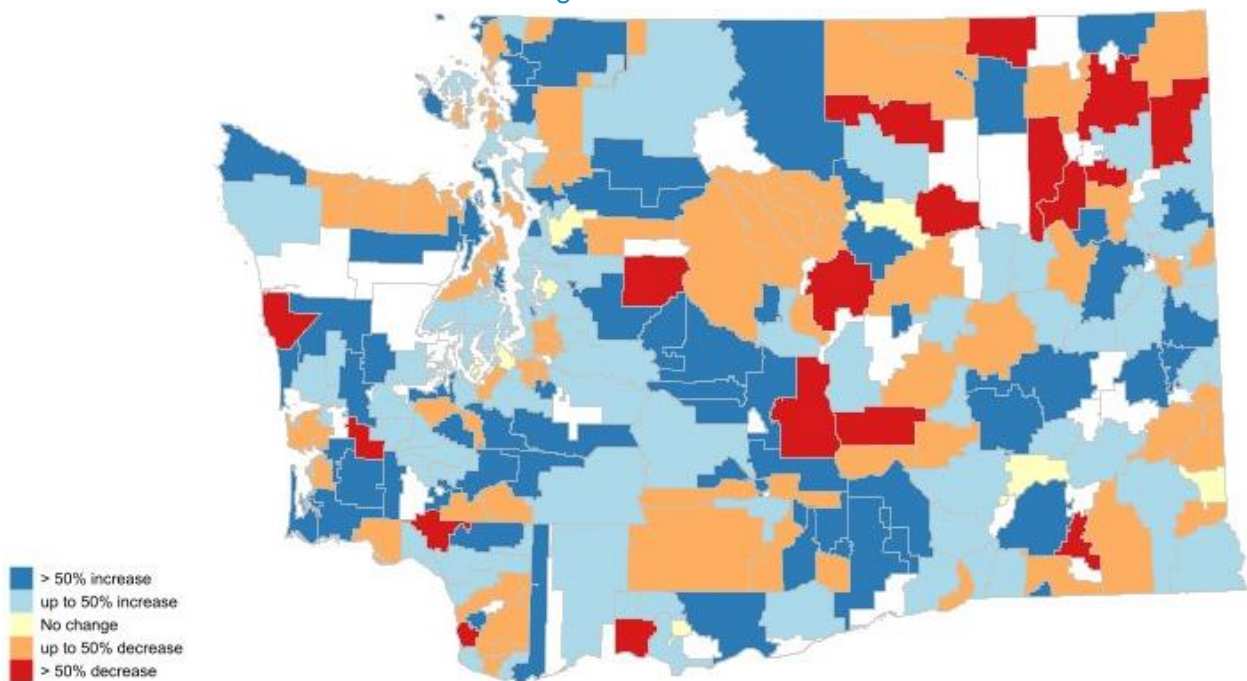 > 50% increase
up to 50% increase
No change
up to 50% decrease
> 50% decrease